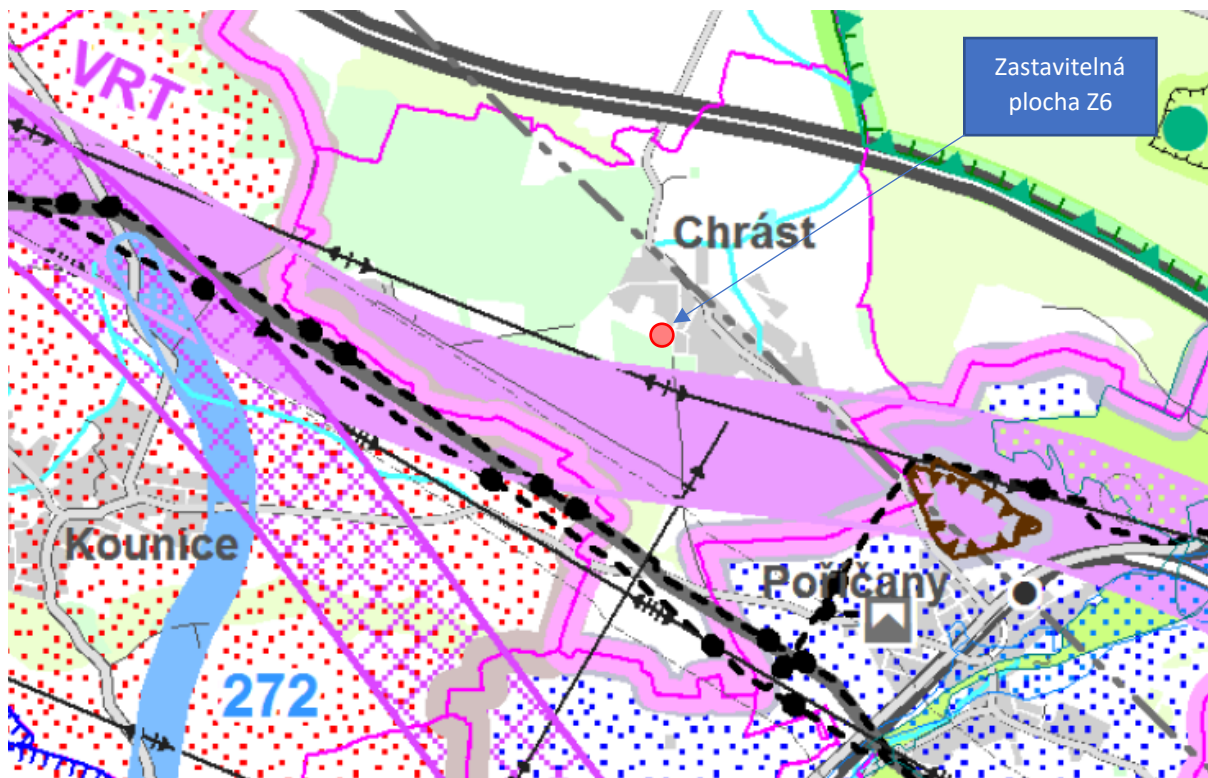 VRT
Zastavitelná
plocha Z6
Chrást
Kounice
Poříčany
272